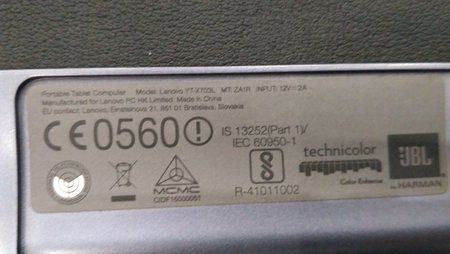 Portable Tablet Computer Model: Lenovo YT-X703L MT: ZA1R INPUT: 12V⎓2A
Manufactured for Lenovo PC HK Limited Made in China
EU contact: Lenovo, Einsteinova 21, 851 01 Bratislava, Slovakia
CE0560
IS 13252(Part 1)/
IEC 60950-1
technicolor
Color Enhance
JBL
by HARMAN
MCMC
CIDF15000051
R-41011002